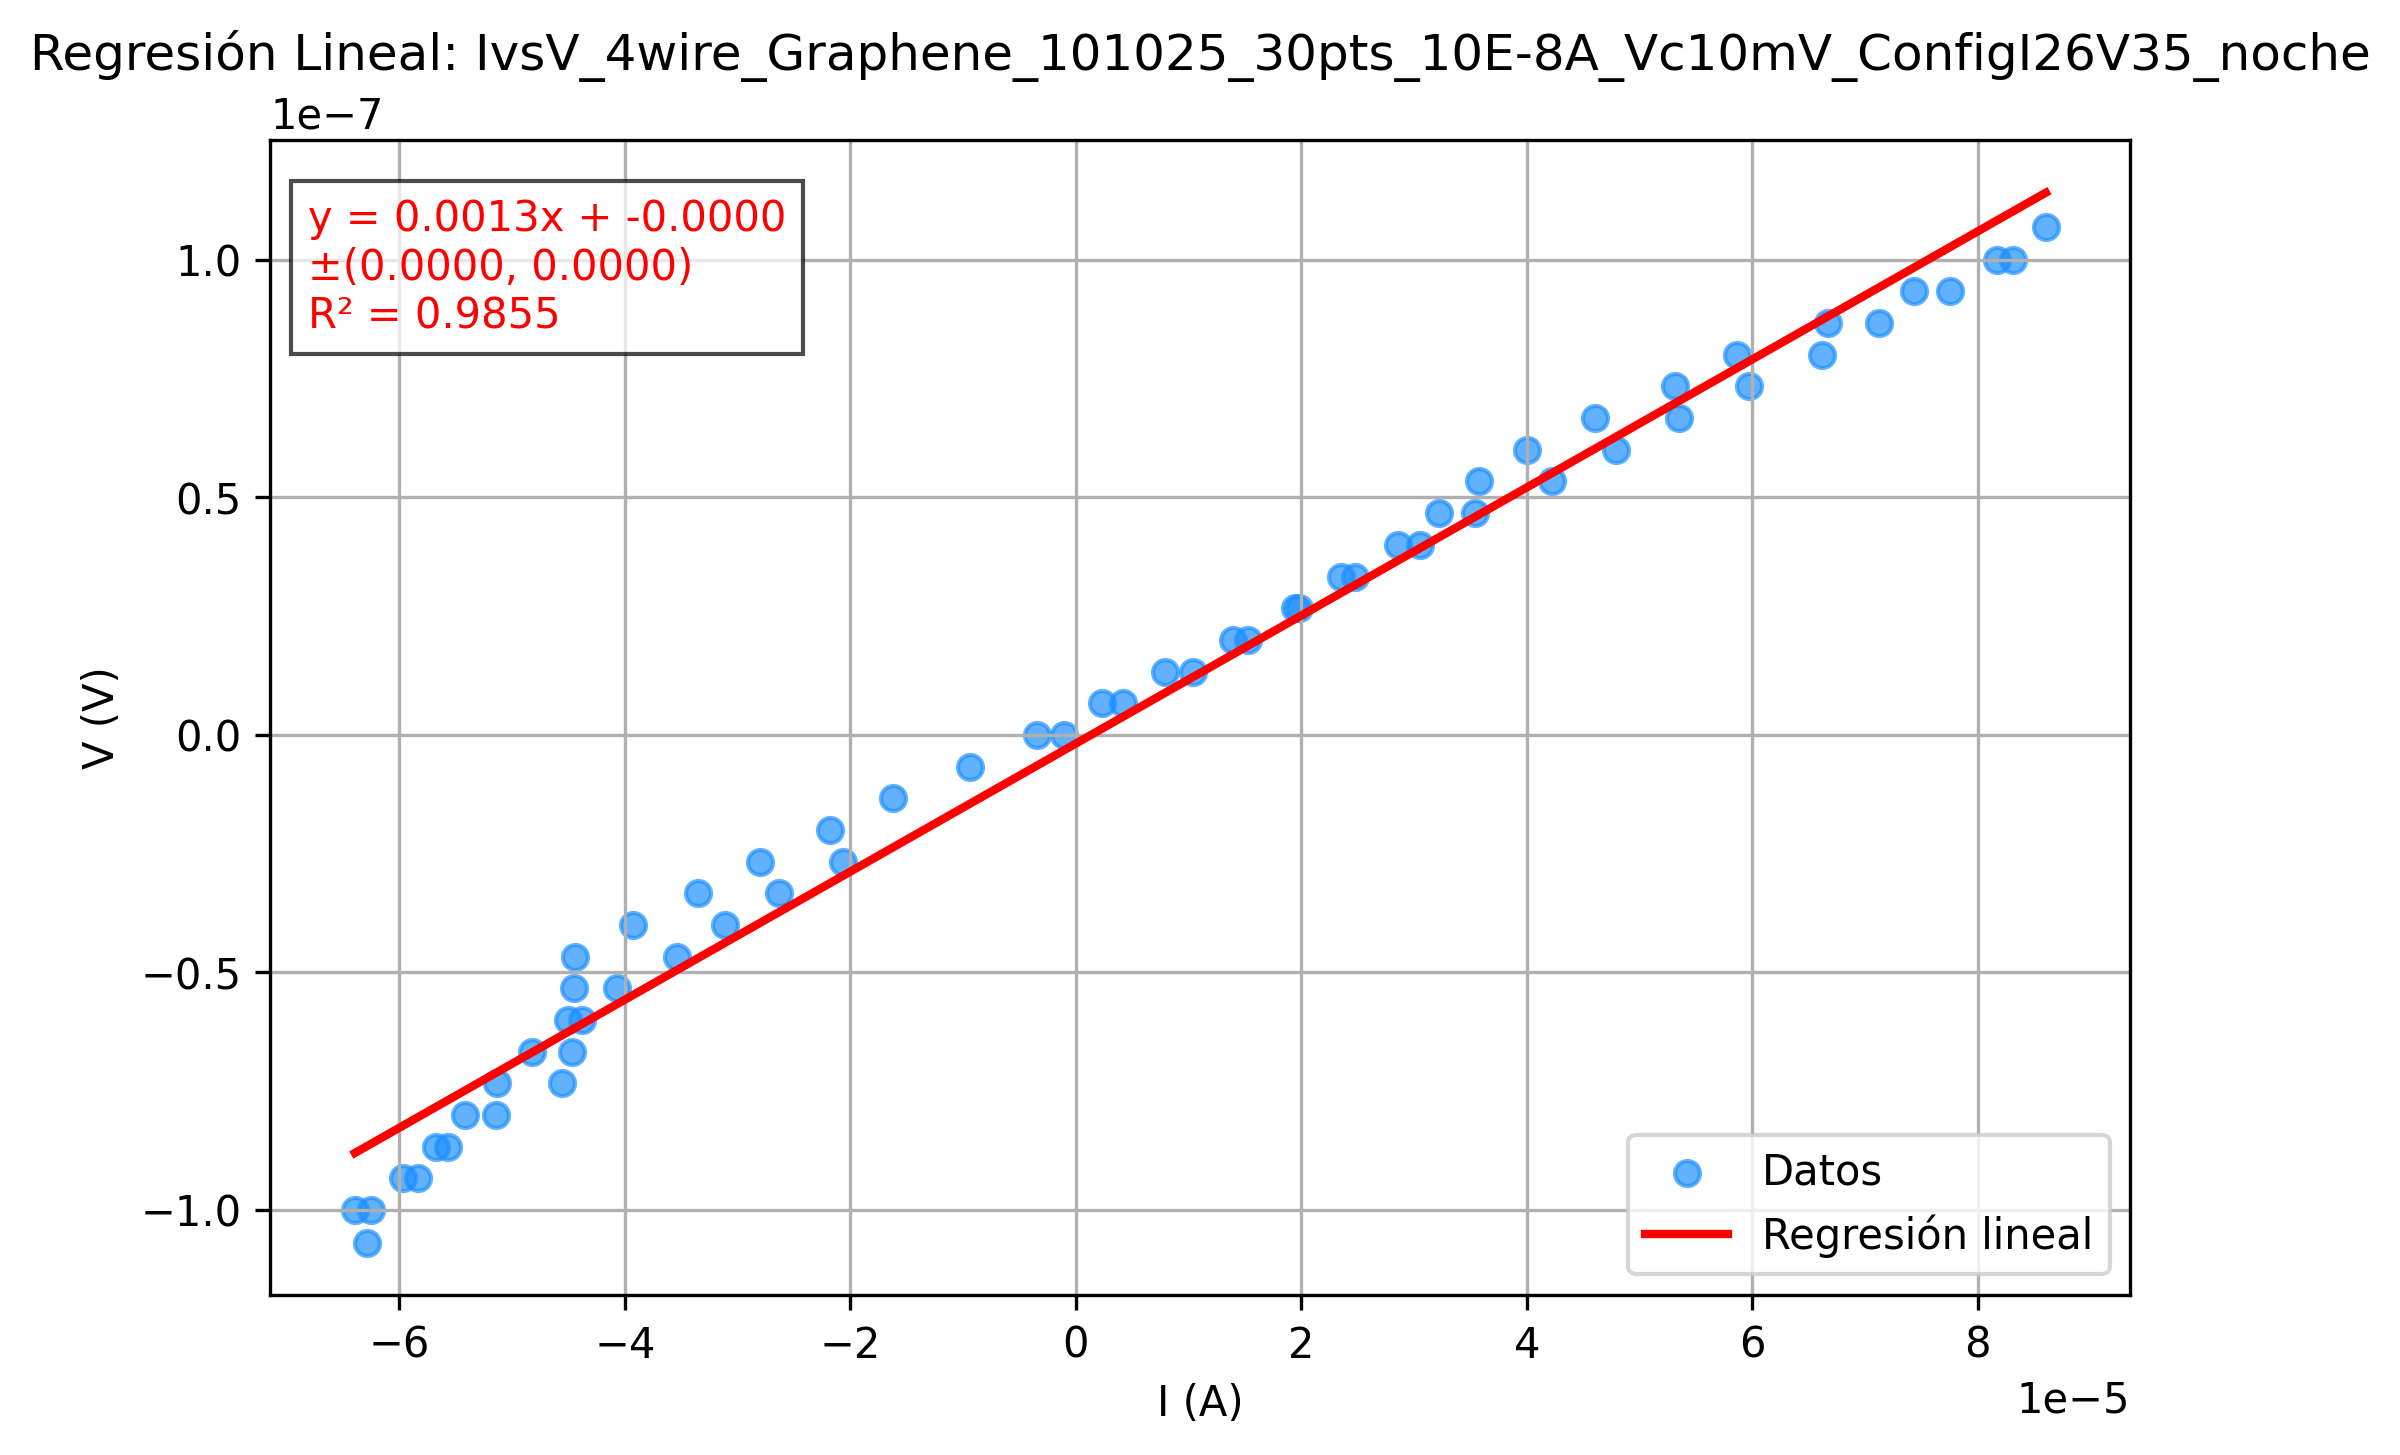 Regresión Lineal: IvsV_4wire_Graphene_101025_30pts_10E-8A_Vc10mV_ConfigI26V35_noche
1e−7
y = 0.0013x + -0.0000
±(0.0000, 0.0000)
R² = 0.9855
1.0
0.5
0.0
−0.5
−1.0
V (V)
Datos
Regresión lineal
−6 −4 −2 0 2 4 6 8
I (A)
1e−5